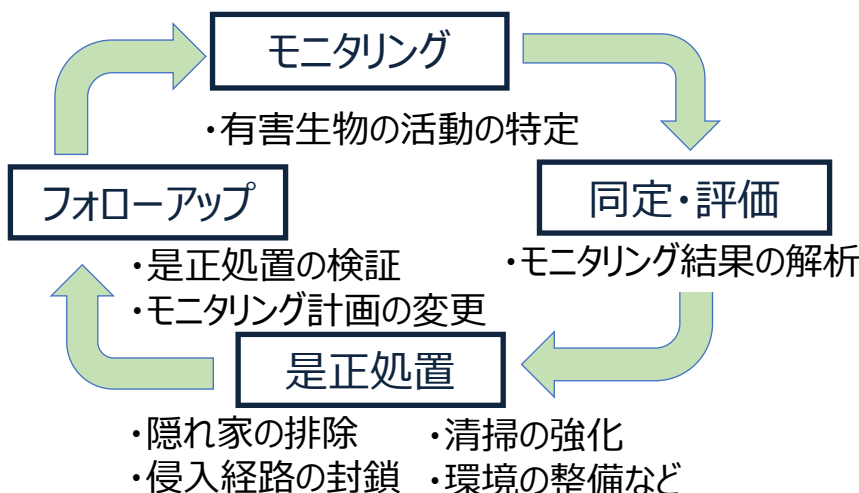 モニタリング
・有害生物の活動の特定
フォローアップ
同定・評価
・是正処置の検証
・モニタリング計画の変更
・モニタリング結果の解析
是正処置
・隠れ家の排除
・清掃の強化
・侵入経路の封鎖
・環境の整備など